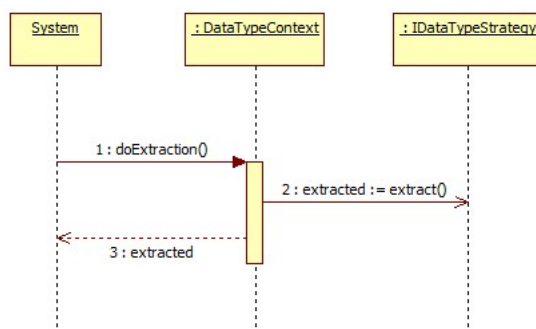 System
: DataTypeContext
: IDataTypeStrategy
1 : doExtraction()
2 : extracted := extract()
3 : extracted